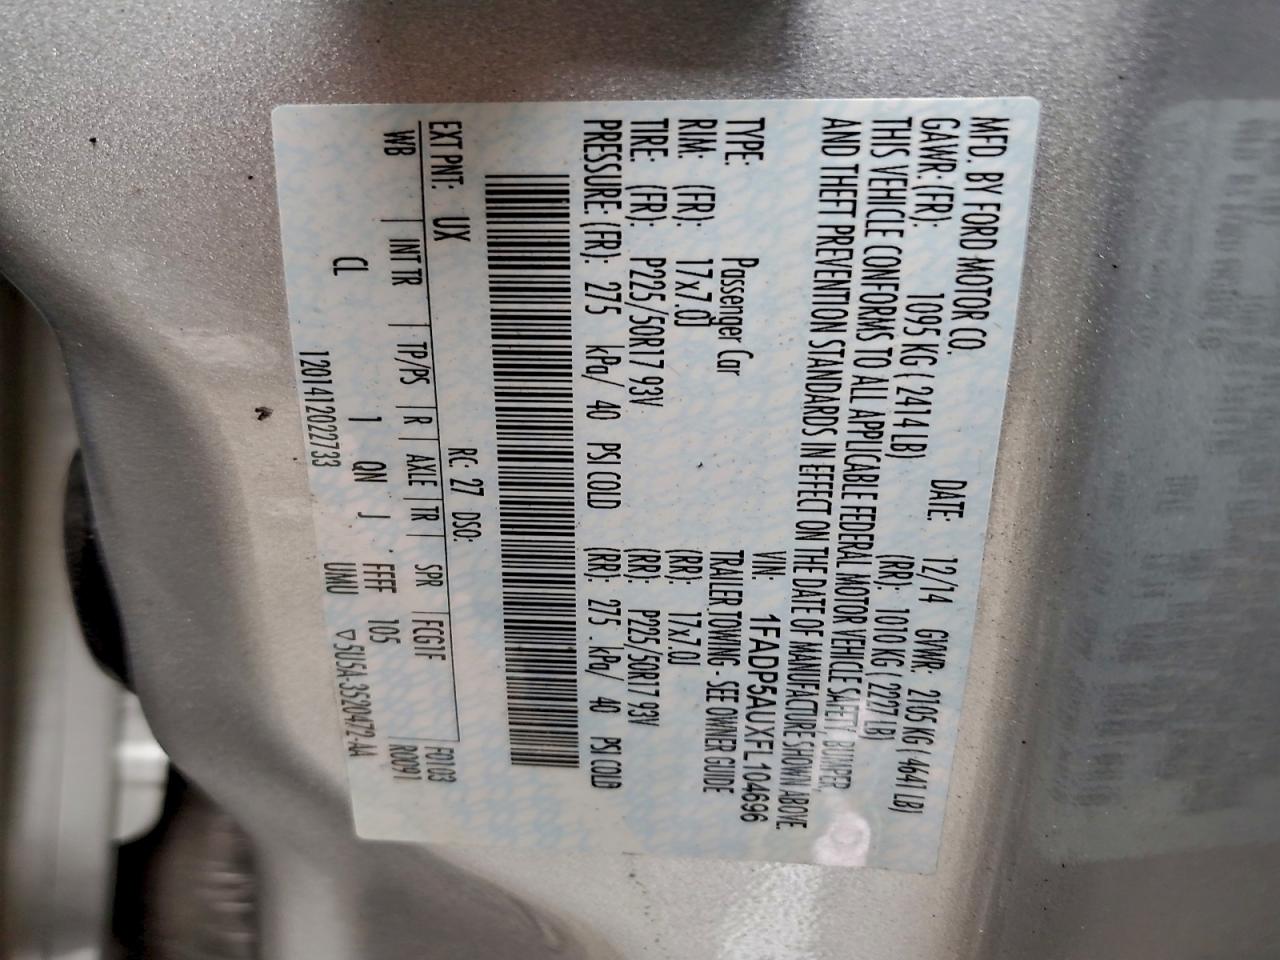 MFD. BY FORD MOTOR CO.
DATE: 12/14 GVWR: 2105 KG ( 4641 LB)
GAWR: (FR): 1095 KG ( 2414 LB) (RR): 1010 KG ( 2227 LB)
THIS VEHICLE CONFORMS TO ALL APPLICABLE FEDERAL MOTOR VEHICLE SAFETY, BUMPER,
AND THEFT PREVENTION STANDARDS IN EFFECT ON THE DATE OF MANUFACTURE SHOWN ABOVE.
VIN: 1FADP5AUXFL104696
TYPE: Passenger Car TRAILER TOWING - SEE OWNER GUIDE
RIM: (FR): 17x7.0J (RR): 17x7.0J
TIRE: (FR): P225/50R17 93V (RR): P225/50R17 93V
PRESSURE: (FR): 275 kPa/ 40 PSI COLD (RR): 275 kPa/ 40 PSI COLD
EXT PNT: UX RC: 27 DSO: F0103
WB INT TR TP/PS R AXLE TR SPR FCG1F R0091
CL 1 QN J FFFF 10S
1201412022733 UMU ▽5U5A-3520472-AA